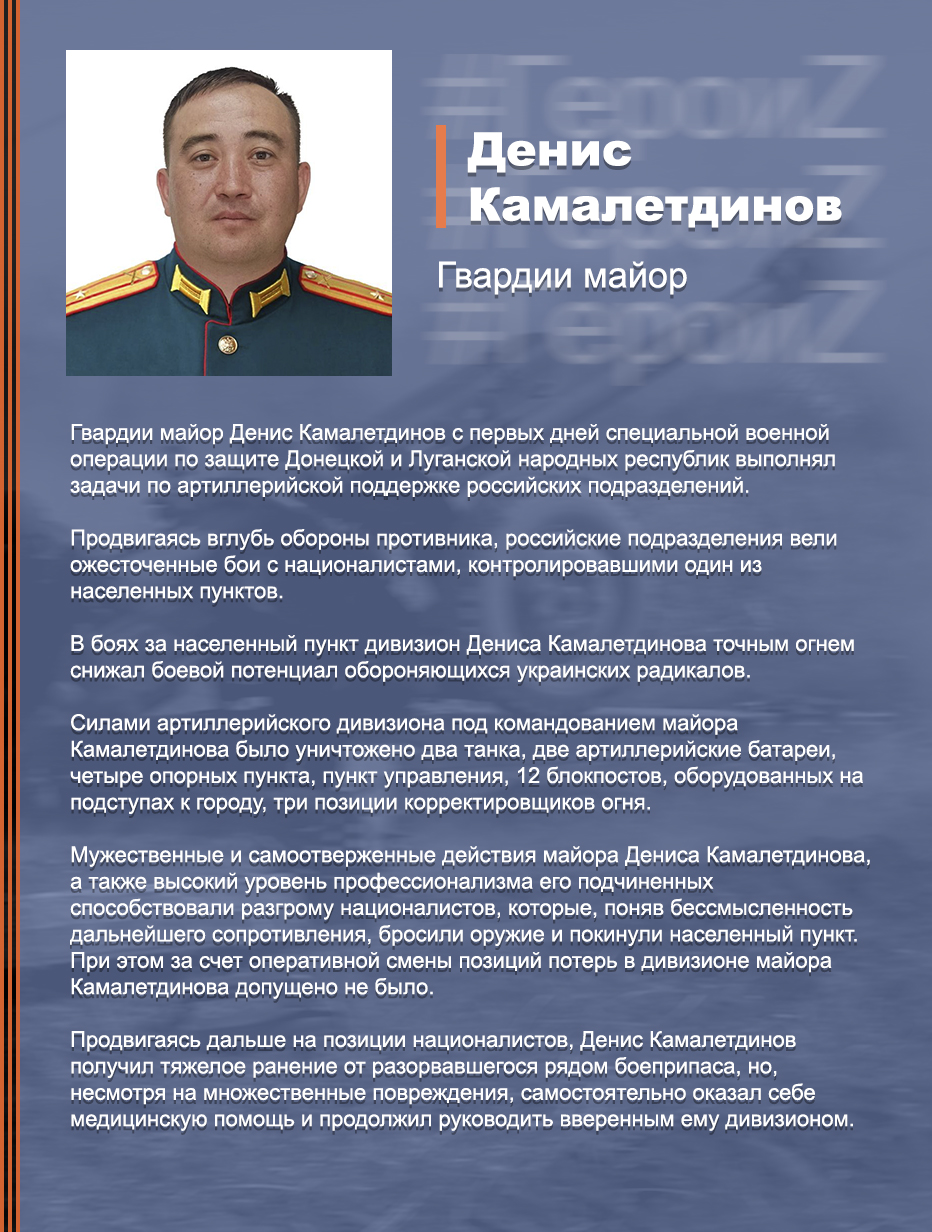 #ГероиZ
Денис
Камалетдинов
#ГероиZ
Гвардии майор
#ГероиZ
Гвардии майор Денис Камалетдинов с первых дней специальной военной
операции по защите Донецкой и Луганской народных республик выполнял
задачи по артиллерийской поддержке российских подразделений.
Продвигаясь вглубь обороны противника, российские подразделения вели
ожесточенные бои с националистами, контролировавшими один из
населенных пунктов.
В боях за населенный пункт дивизион Дениса Камалетдинова точным огнем
снижал боевой потенциал обороняющихся украинских радикалов.
Силами артиллерийского дивизиона под командованием майора
Камалетдинова было уничтожено два танка, две артиллерийские батареи,
четыре опорных пункта, пункт управления, 12 блокпостов, оборудованных на
подступах к городу, три позиции корректировщиков огня.
Мужественные и самоотверженные действия майора Дениса Камалетдинова,
а также высокий уровень профессионализма его подчиненных
способствовали разгрому националистов, которые, поняв бессмысленность
дальнейшего сопротивления, бросили оружие и покинули населенный пункт.
При этом за счет оперативной смены позиций потерь в дивизионе майора
Камалетдинова допущено не было.
Продвигаясь дальше на позиции националистов, Денис Камалетдинов
получил тяжелое ранение от разорвавшегося рядом боеприпаса, но,
несмотря на множественные повреждения, самостоятельно оказал себе
медицинскую помощь и продолжил руководить вверенным ему дивизионом.